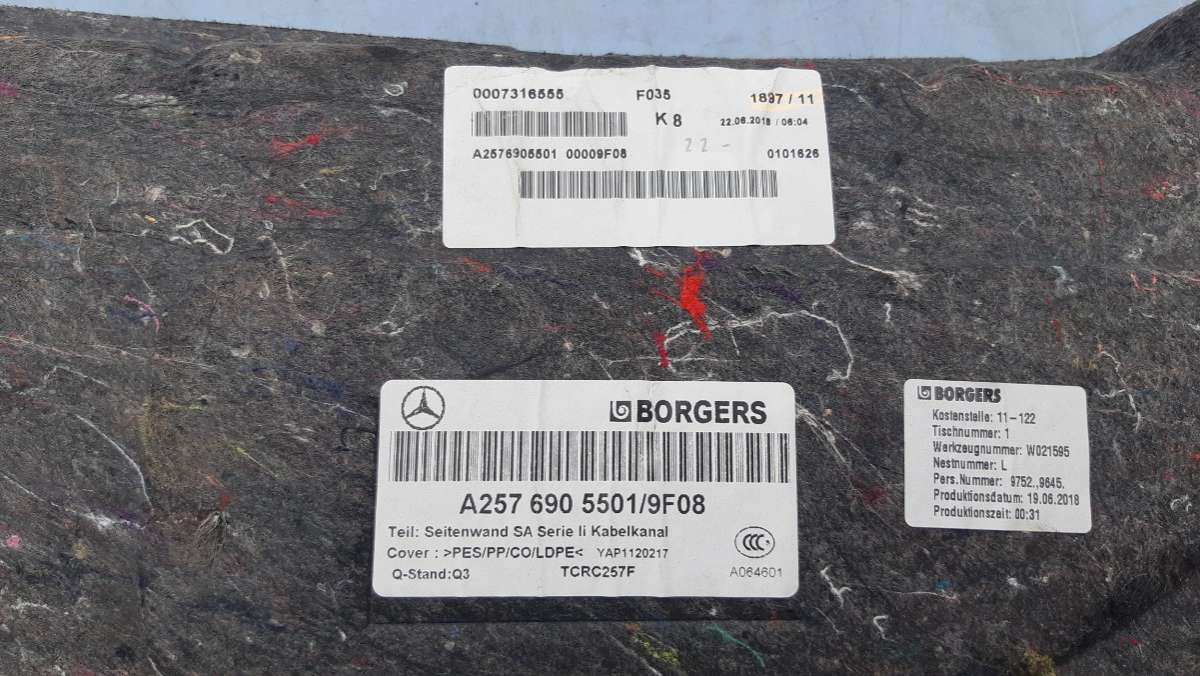 0007316555 F035 1897 / 11
K 8 22.06.2018 / 06:04
22-
A2576905501 00009F08 0101626
BORGERS
A257 690 5501/9F08
Teil: Seitenwand SA Serie li Kabelkanal
Cover : >PES/PP/CO/LDPE< YAP1120217
Q-Stand:Q3 TCRC257F A064601
BORGERS
Kostenstelle: 11-122
Tischnummer: 1
Werkzeugnummer: W021595
Nestnummer: L
Pers.Nummer: 9752.,9645.
Produktionsdatum: 19.06.2018
Produktionszeit: 00:31